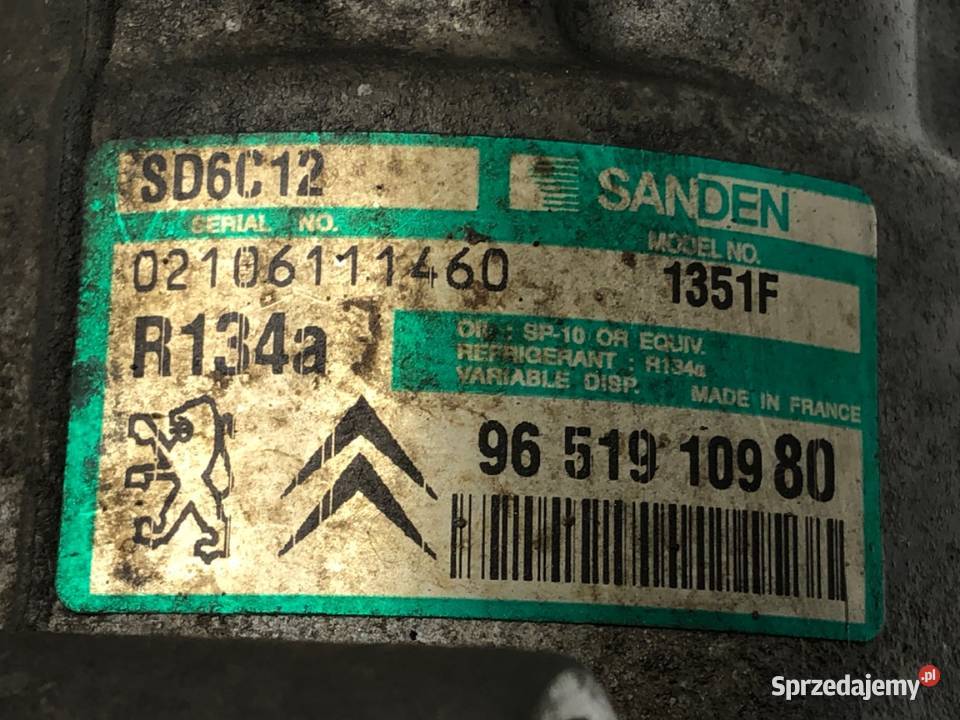 SD6C12
SANDEN
SERIAL NO.
MODEL NO.
02106111460
1351F
R134a
OIL : SP-10 OR EQUIV.
REFRIGERANT : R134a
VARIABLE DISP.
MADE IN FRANCE
96 519 109 80
Sprzedajemy.pl